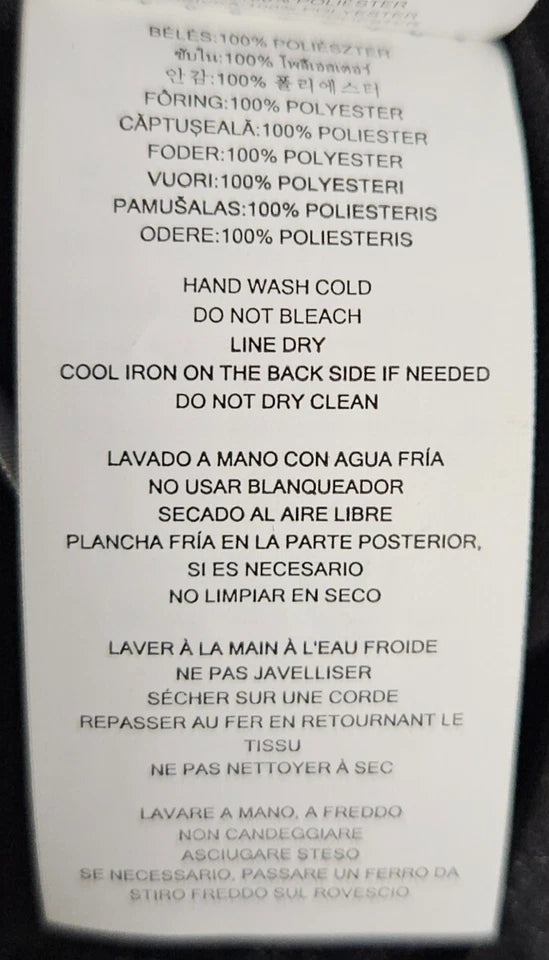 100% POLIESTER
BÉLÉS:100% POLIÉSZTER
ซับใน:100% โพลีเอสเตอร์
안감:100% 폴리에스터
FÔRING:100% POLYESTER
CĂPTUŞEALĂ:100% POLIESTER
FODER:100% POLYESTER
VUORI:100% POLYESTERI
PAMUŠALAS:100% POLIESTERIS
ODERE:100% POLIESTERIS
HAND WASH COLD
DO NOT BLEACH
LINE DRY
COOL IRON ON THE BACK SIDE IF NEEDED
DO NOT DRY CLEAN
LAVADO A MANO CON AGUA FRÍA
NO USAR BLANQUEADOR
SECADO AL AIRE LIBRE
PLANCHA FRÍA EN LA PARTE POSTERIOR,
SI ES NECESARIO
NO LIMPIAR EN SECO
LAVER À LA MAIN À L'EAU FROIDE
NE PAS JAVELLISER
SÉCHER SUR UNE CORDE
REPASSER AU FER EN RETOURNANT LE
TISSU
NE PAS NETTOYER À SEC
LAVARE A MANO, A FREDDO
NON CANDEGGIARE
ASCIUGARE STESO
SE NECESSARIO, PASSARE UN FERRO DA
STIRO FREDDO SUL ROVESCIO